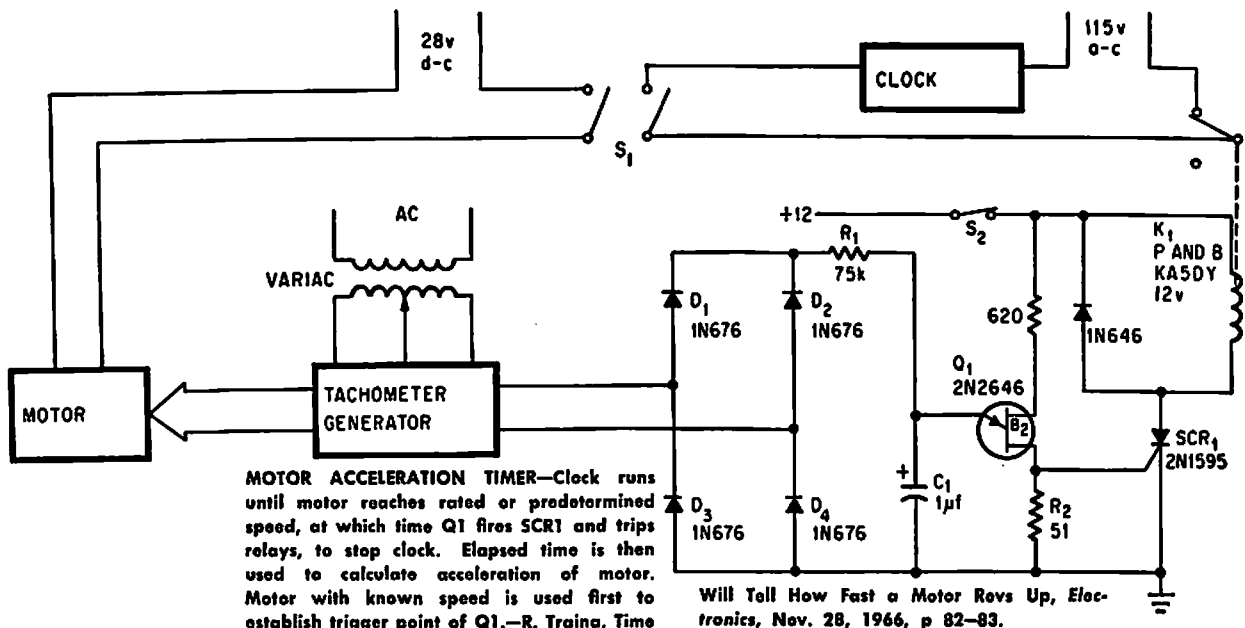 28v
d-c
115v
a-c
CLOCK
S1
+12
S2
K1
P AND B
KA5DY
12v
AC
VARIAC
R1
75k
D1
1N676
D2
1N676
620
1N646
Q1
2N2646
B2
MOTOR
TACHOMETER
GENERATOR
SCR1
2N1595
+
C1
1µf
R2
51
D3
1N676
D4
1N676
MOTOR ACCELERATION TIMER—Clock runs
until motor reaches rated or predetermined
speed, at which time Q1 fires SCR1 and trips
relays, to stop clock. Elapsed time is then
used to calculate acceleration of motor.
Motor with known speed is used first to
establish trigger point of Q1.—R. Traina, Time
Will Tell How Fast a Motor Revs Up, Elec-
tronics, Nov. 28, 1966, p 82–83.